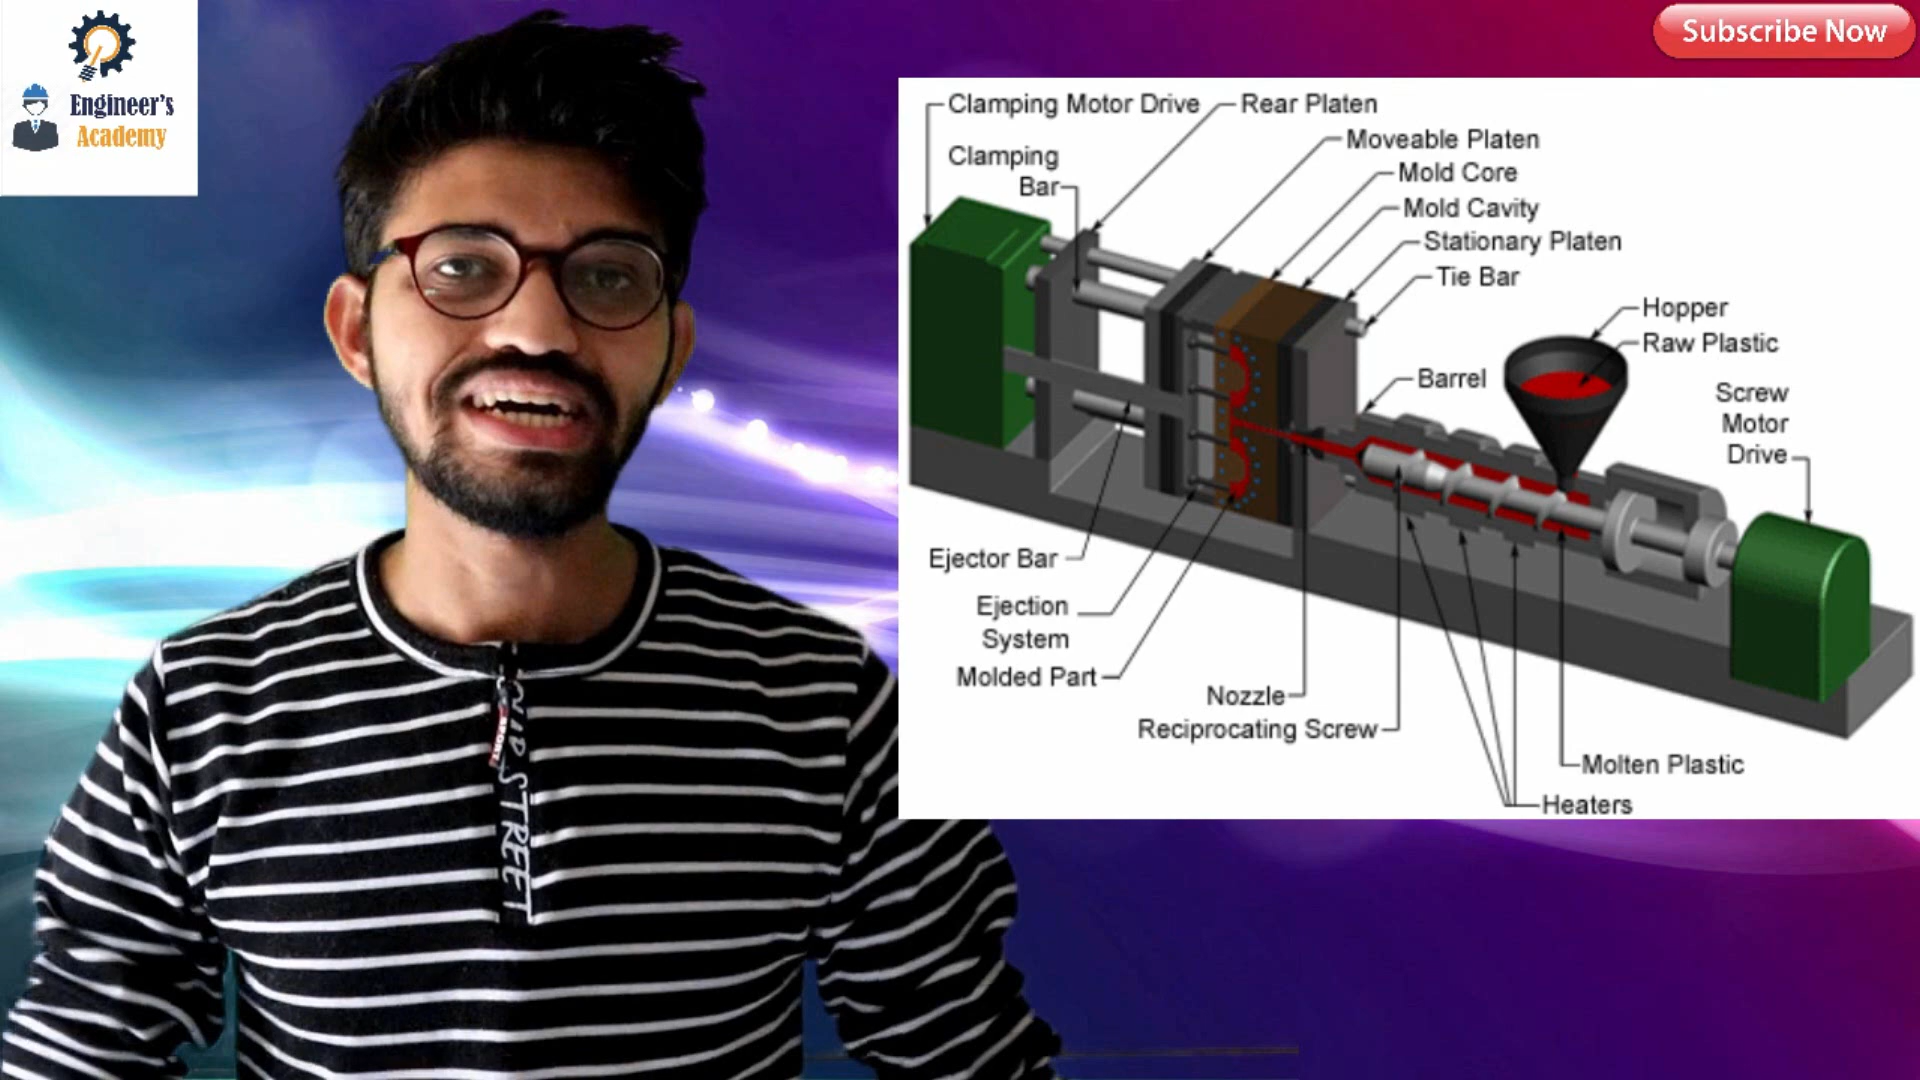 Engineer's
Academy
Subscribe Now
Clamping Motor Drive
Rear Platen
Clamping
Bar
Moveable Platen
Mold Core
Mold Cavity
Stationary Platen
Tie Bar
Hopper
Raw Plastic
Barrel
Screw
Motor
Drive
Ejector Bar
Ejection
System
Molded Part
Nozzle
Reciprocating Screw
Molten Plastic
Heaters
STREET
SPORT